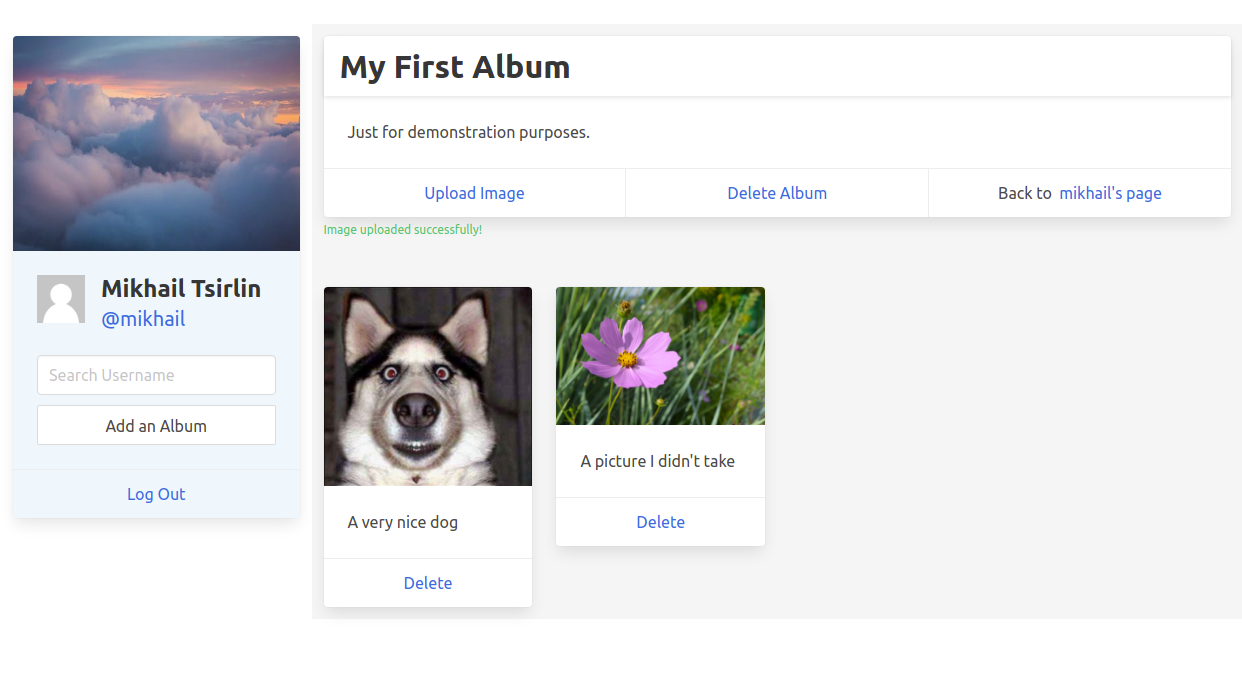 Mikhail Tsirlin
@mikhail
Search Username
Add an Album
Log Out
My First Album
Just for demonstration purposes.
Upload Image
Delete Album
Back to mikhail's page
Image uploaded successfully!
A very nice dog
Delete
A picture I didn't take
Delete